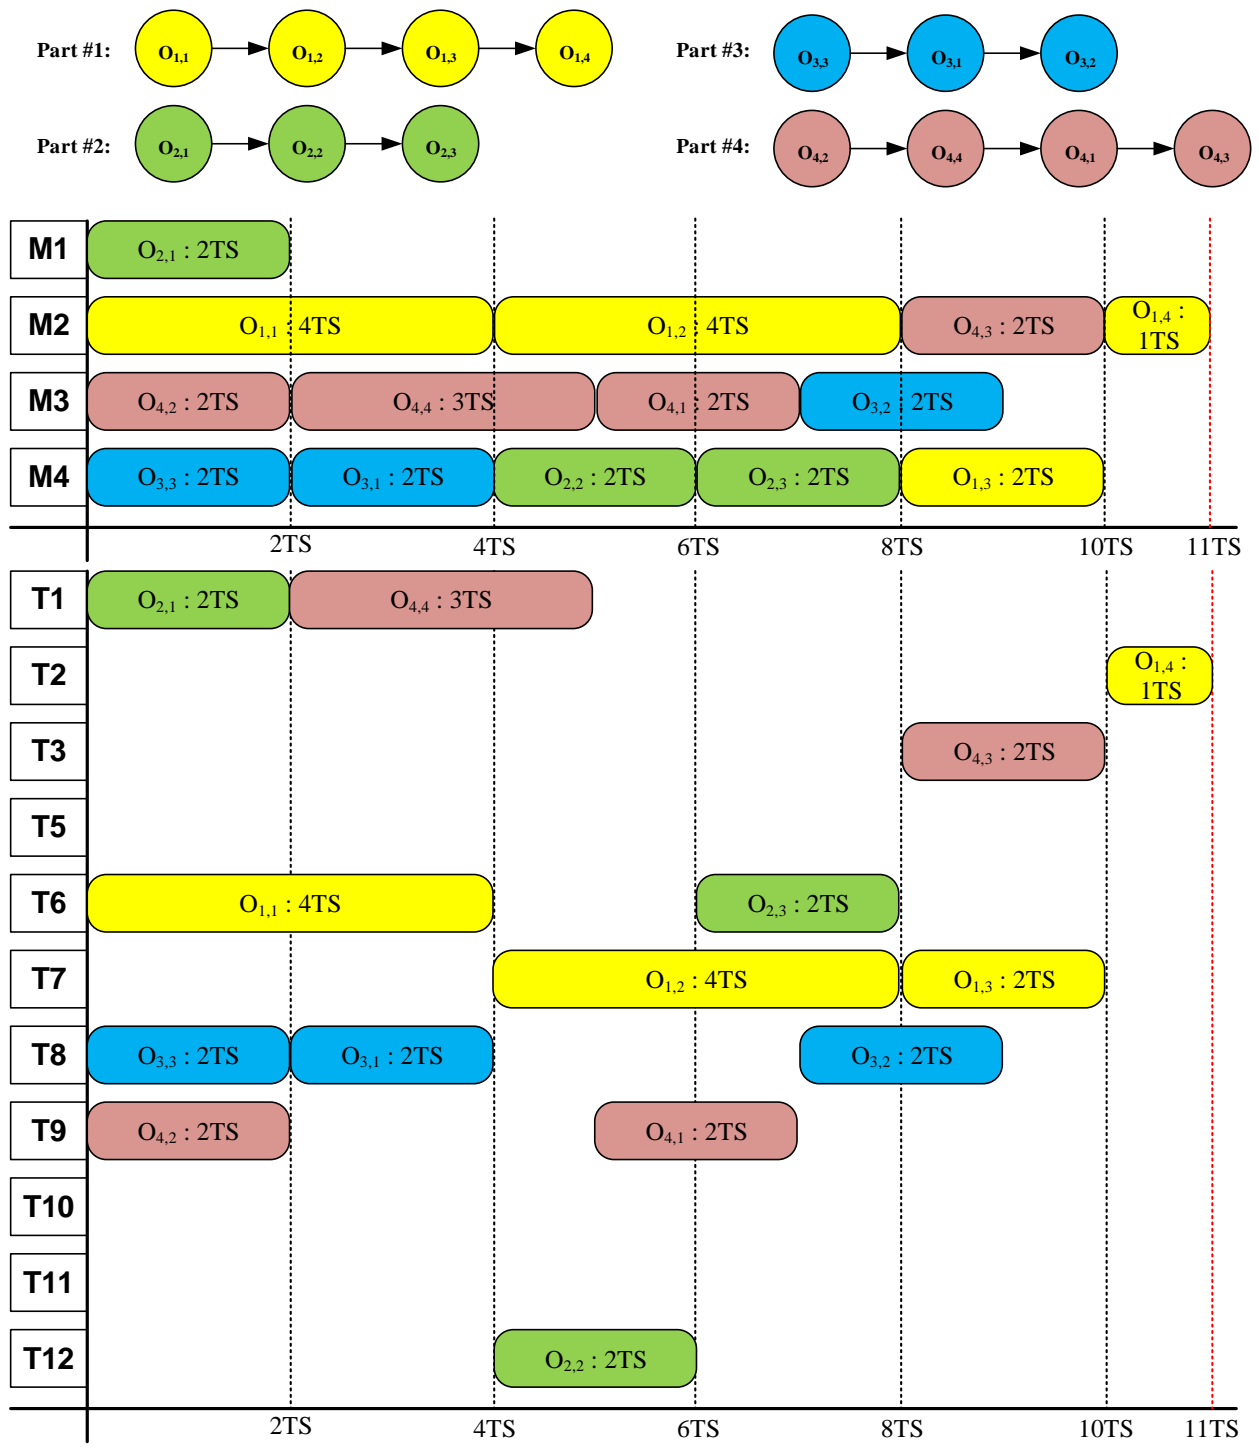 Part #1: O1,1 O1,2 O1,3 O1,4
Part #3: O3,3 O3,1 O3,2
Part #2: O2,1 O2,2 O2,3
Part #4: O4,2 O4,4 O4,1 O4,3
M1 O2,1 : 2TS
M2 O1,1 : 4TS O1,2 : 4TS O4,3 : 2TS O1,4 :
1TS
M3 O4,2 : 2TS O4,4 : 3TS O4,1 : 2TS O3,2 : 2TS
M4 O3,3 : 2TS O3,1 : 2TS O2,2 : 2TS O2,3 : 2TS O1,3 : 2TS
2TS 4TS 6TS 8TS 10TS 11TS
T1 O2,1 : 2TS O4,4 : 3TS
T2 O1,4 :
1TS
T3 O4,3 : 2TS
T5
T6 O1,1 : 4TS O2,3 : 2TS
T7 O1,2 : 4TS O1,3 : 2TS
T8 O3,3 : 2TS O3,1 : 2TS O3,2 : 2TS
T9 O4,2 : 2TS O4,1 : 2TS
T10
T11
T12 O2,2 : 2TS
2TS 4TS 6TS 8TS 10TS 11TS